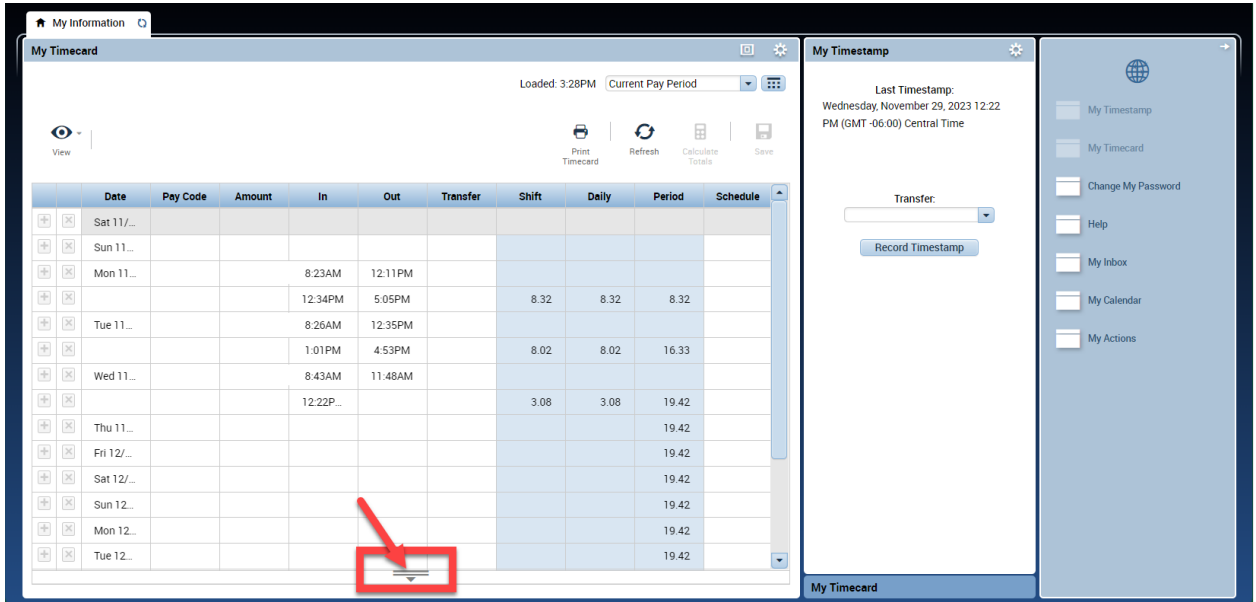 My Information
My Timecard
Loaded: 3:28PM Current Pay Period
View
Print Timecard
Refresh
Calculate Totals
Save
Date Pay Code Amount In Out Transfer Shift Daily Period Schedule
Sat 11/...
Sun 11...
Mon 11... 8:23AM 12:11PM
12:34PM 5:05PM 8.32 8.32 8.32
Tue 11... 8:26AM 12:35PM
1:01PM 4:53PM 8.02 8.02 16.33
Wed 11... 8:43AM 11:48AM
12:22P... 3.08 3.08 19.42
Thu 11... 19.42
Fri 12/... 19.42
Sat 12/... 19.42
Sun 12... 19.42
Mon 12... 19.42
Tue 12... 19.42
My Timestamp
Last Timestamp:
Wednesday, November 29, 2023 12:22
PM (GMT -06:00) Central Time
Transfer:
Record Timestamp
My Timecard
My Timestamp
My Timecard
Change My Password
Help
My Inbox
My Calendar
My Actions